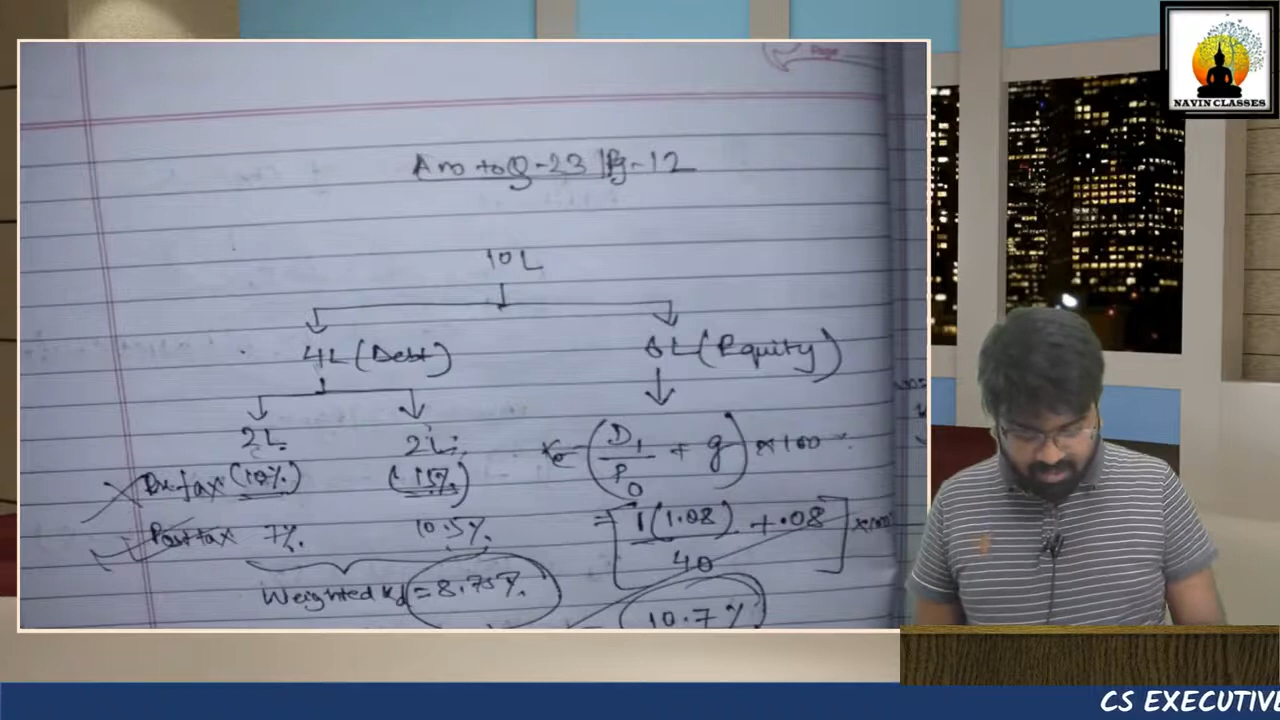 NAVIN CLASSES
Page
Ans to Q-23 | Pg-12
10L
4L (Debt) 6L (Equity)
2L 2L
Ke = (D1/P0 + g) × 100
Pre tax (10%) (15%)
Post tax 7% 10.5%
= [1(1.08)/40 + .08] × 100
Weighted Kd = 8.75%
10.7%
CS EXECUTIVE